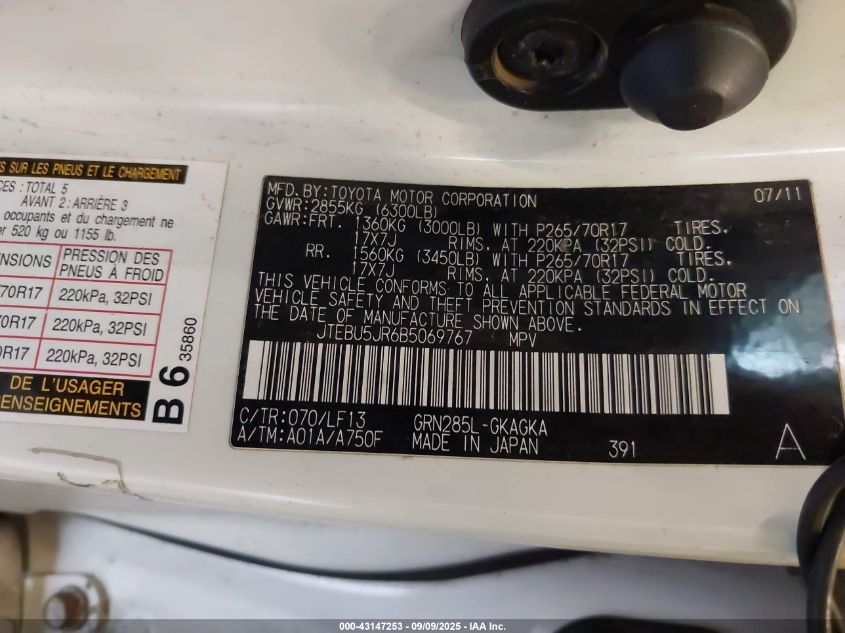 S SUR LES PNEUS ET LE CHARGEMENT
CES : TOTAL 5
AVANT 2 : ARRIÈRE 3
occupants et du chargement ne
er 520 kg ou 1155 lb.
ENSIONS PRESSION DES PNEUS À FROID
70R17 220kPa, 32PSI
70R17 220kPa, 32PSI
0R17 220kPa, 32PSI
DE L'USAGER
ENSEIGNEMENTS
B6 35860
MFD. BY: TOYOTA MOTOR CORPORATION 07/11
GVWR: 2855KG (6300LB)
GAWR: FRT. 1360KG (3000LB) WITH P265/70R17 TIRES.
17X7J RIMS. AT 220KPA (32PSI) COLD.
RR. 1560KG (3450LB) WITH P265/70R17 TIRES.
17X7J RIMS. AT 220KPA (32PSI) COLD.
THIS VEHICLE CONFORMS TO ALL APPLICABLE FEDERAL MOTOR
VEHICLE SAFETY AND THEFT PREVENTION STANDARDS IN EFFECT ON
THE DATE OF MANUFACTURE SHOWN ABOVE.
JTEBU5JR6B5069767 MPV
C/TR: 070/LF13 GRN285L-GKAGKA
A/TM: A01A/A750F MADE IN JAPAN 391 A
000-43147253 - 09/09/2025 - IAA Inc.